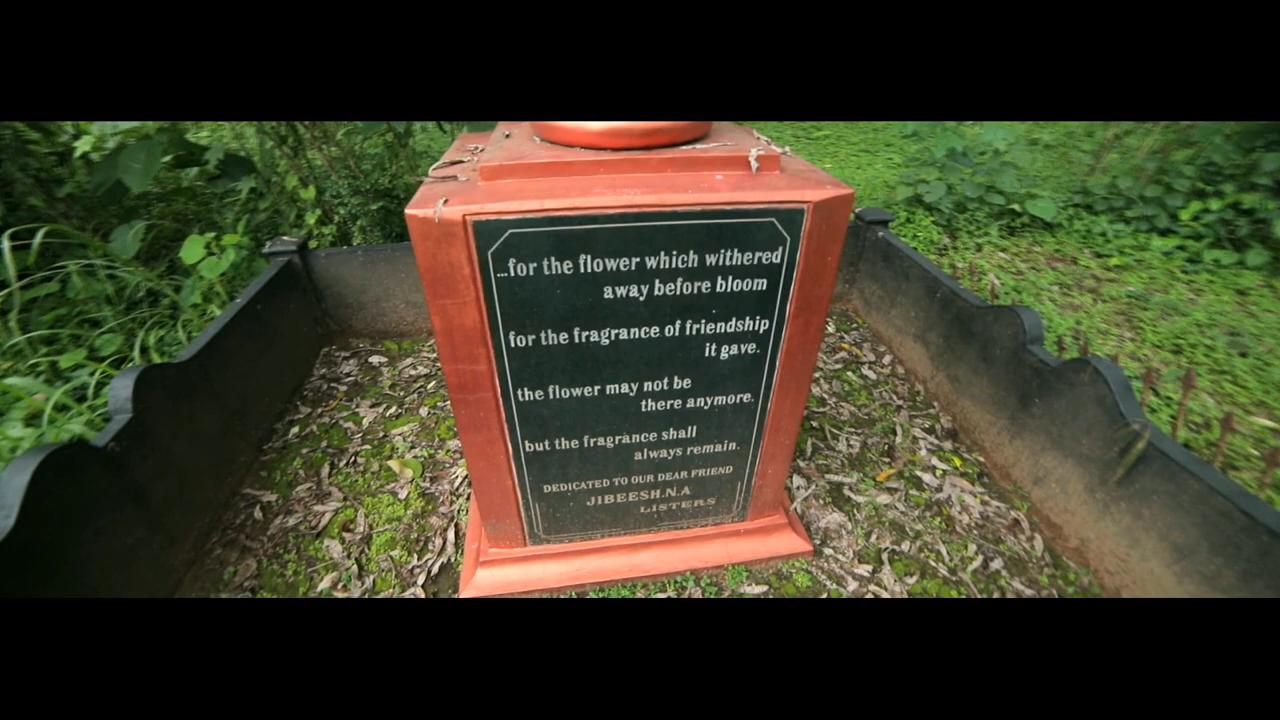 ...for the flower which withered
away before bloom
for the fragrance of friendship
it gave.
the flower may not be
there anymore.
but the fragrance shall
always remain.
DEDICATED TO OUR DEAR FRIEND
JIBEESH.N.A
LISTERS